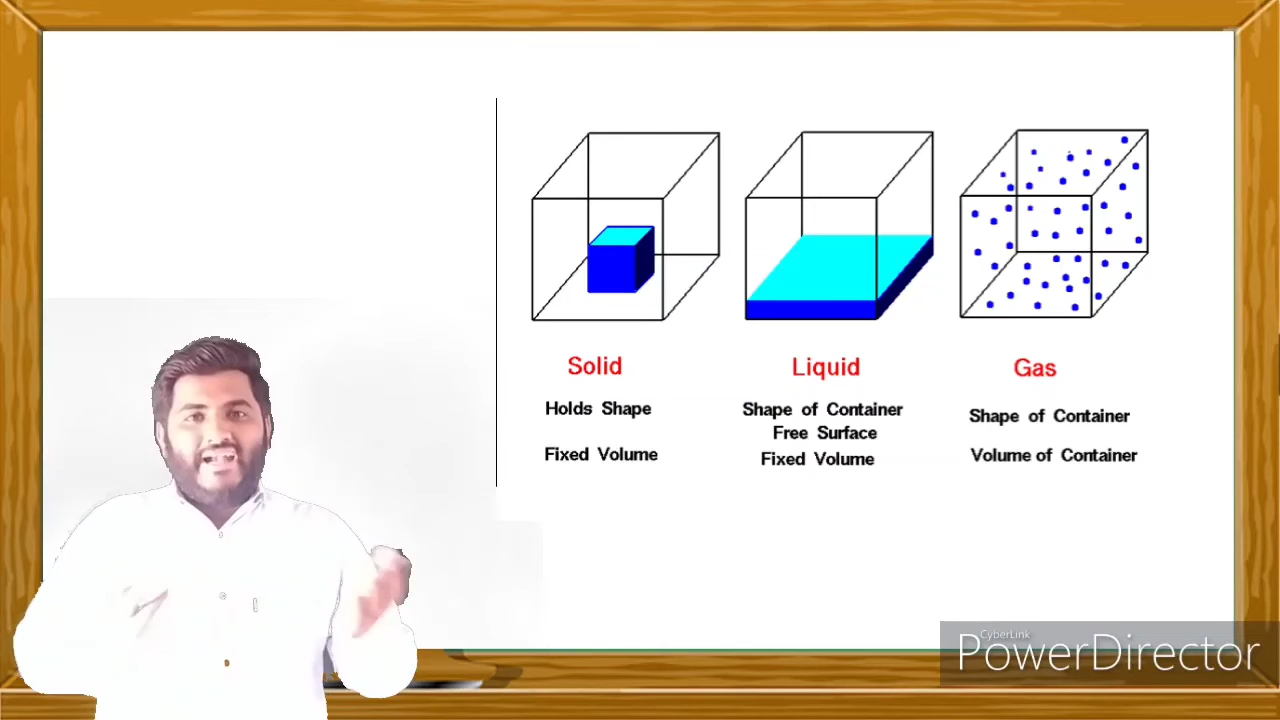 Solid
Holds Shape
Fixed Volume
Liquid
Shape of Container
Free Surface
Fixed Volume
Gas
Shape of Container
Volume of Container
CyberLink
PowerDirector